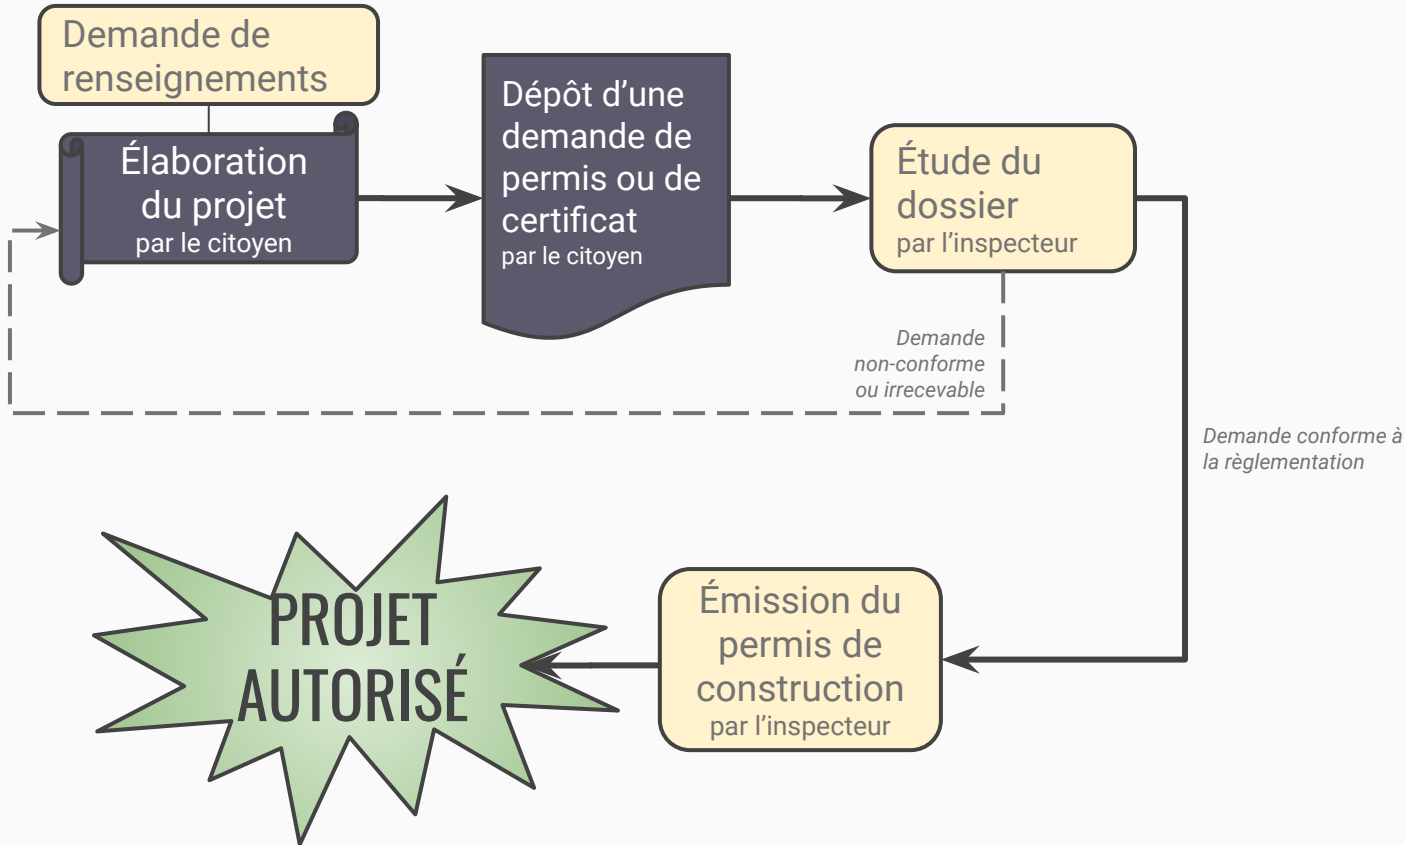 Demande de
renseignements
Élaboration
du projet
par le citoyen
Dépôt d'une
demande de
permis ou de
certificat
par le citoyen
Étude du
dossier
par l'inspecteur
Demande
non-conforme
ou irrecevable
Demande conforme à
la règlementation
Émission du
permis de
construction
par l'inspecteur
PROJET
AUTORISÉ